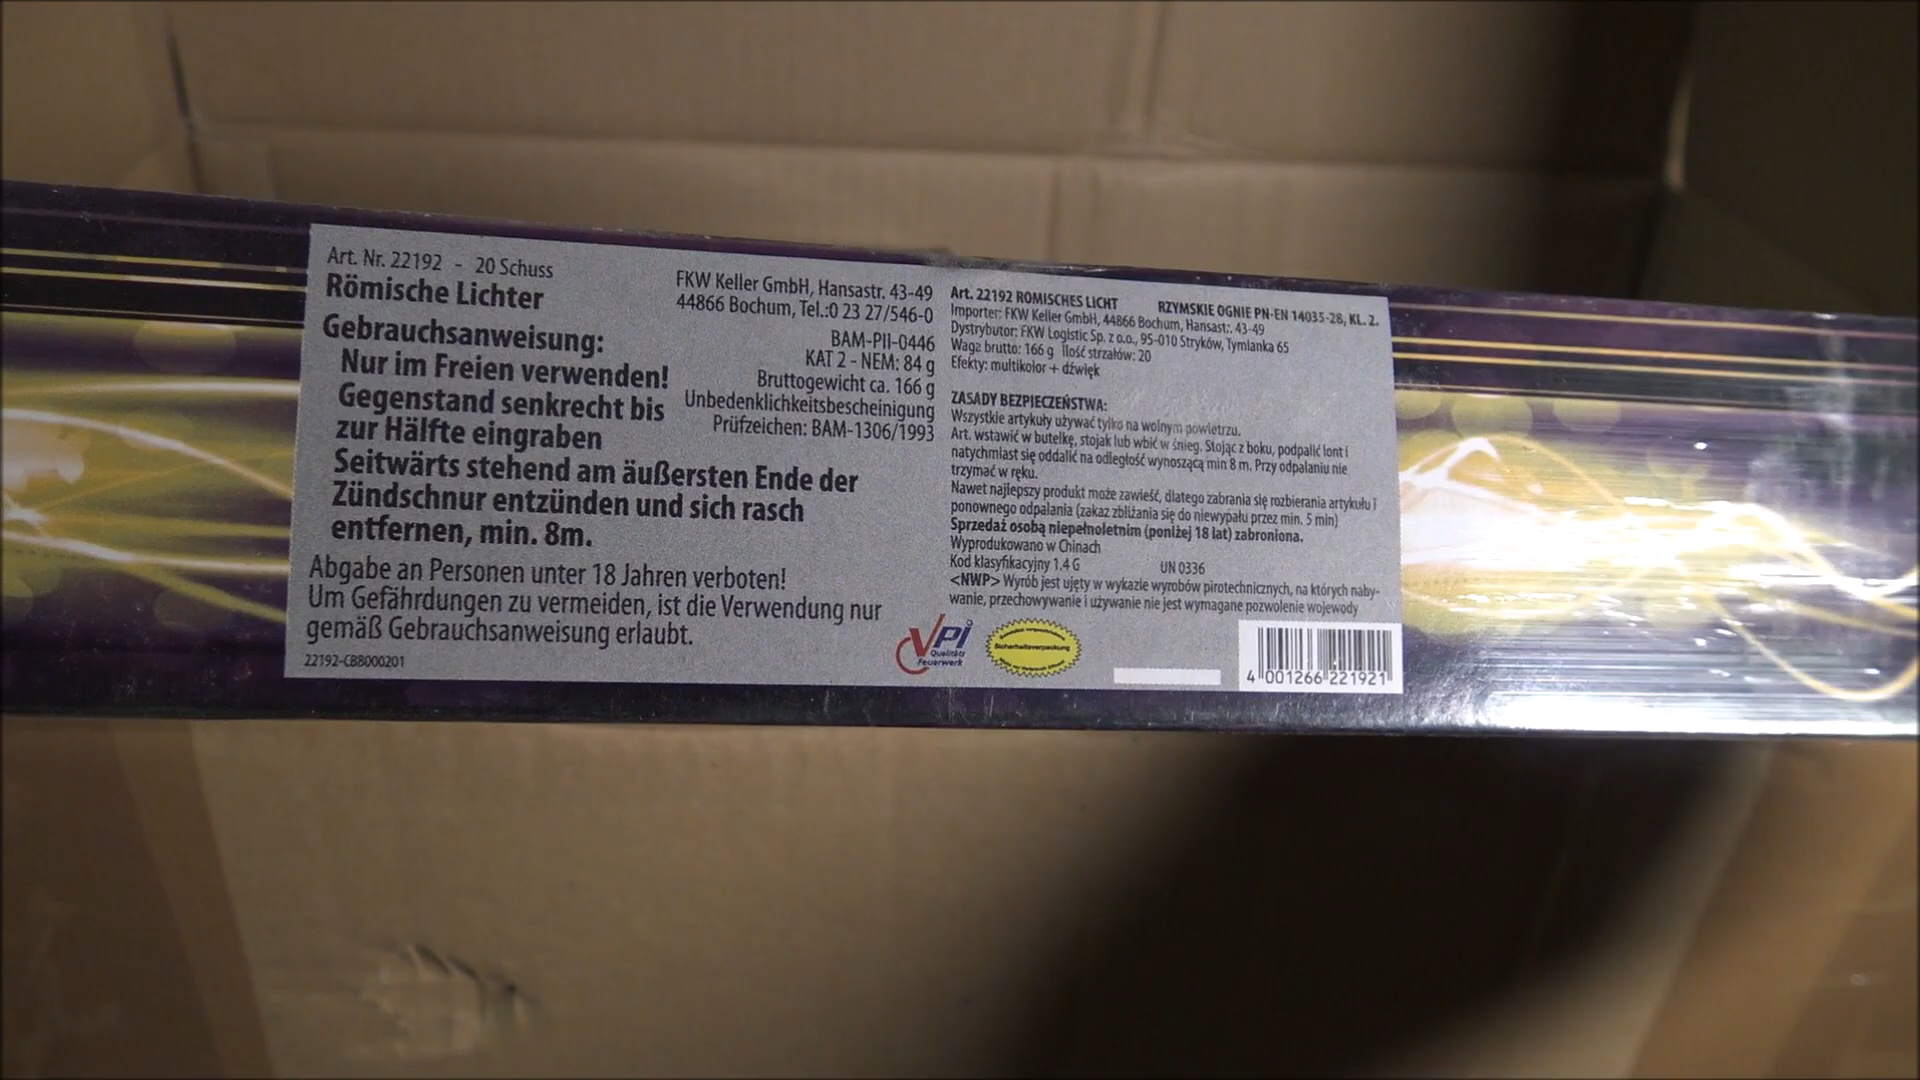 Art. Nr. 22192 - 20 Schuss
Römische Lichter
Gebrauchsanweisung:
Nur im Freien verwenden!
Gegenstand senkrecht bis
zur Hälfte eingraben
Seitwärts stehend am äußersten Ende der
Zündschnur entzünden und sich rasch
entfernen, min. 8m.
Abgabe an Personen unter 18 Jahren verboten!
Um Gefährdungen zu vermeiden, ist die Verwendung nur
gemäß Gebrauchsanweisung erlaubt.
22192-CBB000201
FKW Keller GmbH, Hansastr. 43-49
44866 Bochum, Tel.:0 23 27/546-0
BAM-PII-0446
KAT 2 - NEM: 84 g
Bruttogewicht ca. 166 g
Unbedenklichkeitsbescheinigung
Prüfzeichen: BAM-1306/1993
Art. 22192 ROMISCHES LICHT RZYMSKIE OGNIE PN-EN 14035-28, KL. 2.
Importer: FKW Keller GmbH, 44866 Bochum, Hansast:. 43-49
Dystrybutor: FKW Logistic Sp. z o.o., 95-010 Stryków, Tymianka 65
Waga brutto: 166 g Ilość strzałów: 20
Efekty: multikolor + dźwięk
ZASADY BEZPIECZEŃSTWA:
Wszystkie artykuły używać tylko na wolnym powietrzu.
Art. wstawić w butelkę, stojak lub wbić w śnieg. Stojąc z boku, podpalić lont i
natychmiast się oddalić na odległość wynoszącą min 8 m. Przy odpalaniu nie
trzymać w ręku.
Nawet najlepszy produkt może zawieść, dlatego zabrania się rozbierania artykułu i
ponownego odpalania (zakaz zbliżania się do niewypału przez min. 5 min)
Sprzedaż osobą niepełnoletnim (poniżej 18 lat) zabroniona.
Wyprodukowano w Chinach
Kod klasyfikacyjny 1.4 G UN 0336
<NWP> Wyrób jest ujęty w wykazie wyrobów pirotechnicznych, na których naby-
wanie, przechowywanie i używanie nie jest wymagane pozwolenie wojewody
VPI
Qualitäts
Feuerwerk
Sicherheitsverpackung
4 001266 221921